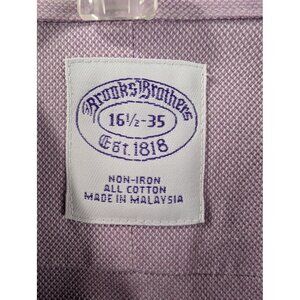 Brooks Brothers
16½-35
Est. 1818
NON-IRON
ALL COTTON
MADE IN MALAYSIA